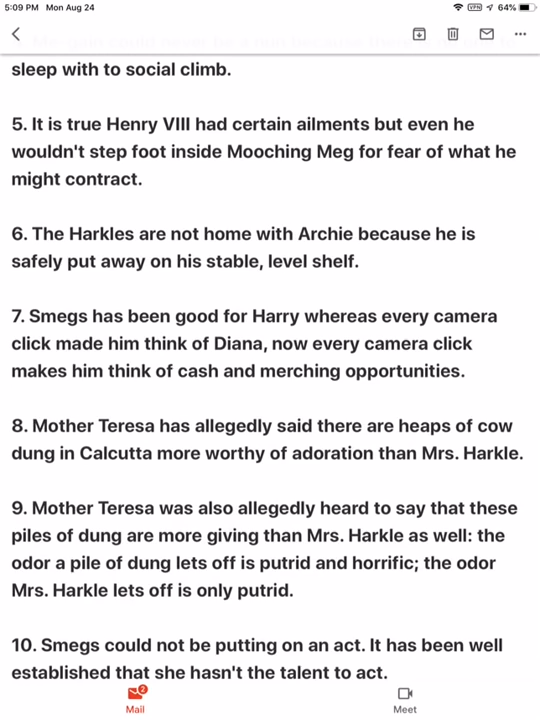 5:09 PM Mon Aug 24
VPN 64%
sleep with to social climb.
5. It is true Henry VIII had certain ailments but even he
wouldn't step foot inside Mooching Meg for fear of what he
might contract.
6. The Harkles are not home with Archie because he is
safely put away on his stable, level shelf.
7. Smegs has been good for Harry whereas every camera
click made him think of Diana, now every camera click
makes him think of cash and merching opportunities.
8. Mother Teresa has allegedly said there are heaps of cow
dung in Calcutta more worthy of adoration than Mrs. Harkle.
9. Mother Teresa was also allegedly heard to say that these
piles of dung are more giving than Mrs. Harkle as well: the
odor a pile of dung lets off is putrid and horrific; the odor
Mrs. Harkle lets off is only putrid.
10. Smegs could not be putting on an act. It has been well
established that she hasn't the talent to act.
2
Mail Meet